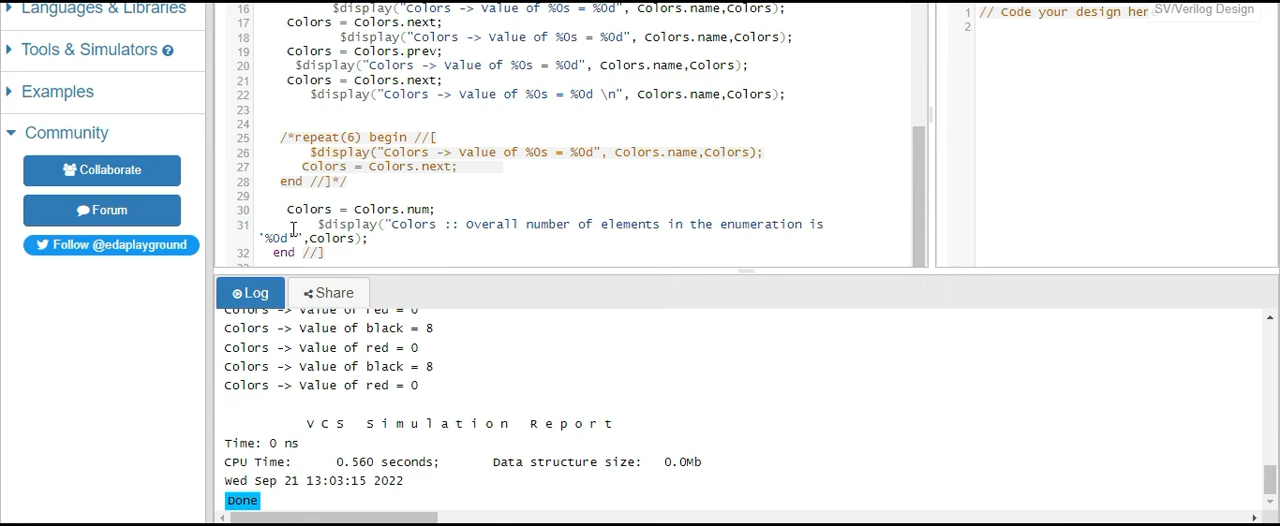 Languages & Libraries
Tools & Simulators
Examples
Community
Collaborate
Forum
Follow @edaplayground
16 $display("Colors -> Value of %0s = %0d", Colors.name,Colors);
17 Colors = Colors.next;
18 $display("Colors -> Value of %0s = %0d", Colors.name,Colors);
19 Colors = Colors.prev;
20 $display("Colors -> Value of %0s = %0d", Colors.name,Colors);
21 Colors = Colors.next;
22 $display("Colors -> Value of %0s = %0d \n", Colors.name,Colors);
23
24
25 /*repeat(6) begin //[
26 $display("Colors -> Value of %0s = %0d", Colors.name,Colors);
27 Colors = Colors.next;
28 end //]*/
29
30 Colors = Colors.num;
31 $display("Colors :: Overall number of elements in the enumeration is
'%0d'",Colors);
32 end //]
1 // Code your design her
2
SV/Verilog Design
Log
Share
Colors -> Value of red = 0
Colors -> Value of black = 8
Colors -> Value of red = 0
Colors -> Value of black = 8
Colors -> Value of red = 0
V C S S i m u l a t i o n R e p o r t
Time: 0 ns
CPU Time: 0.560 seconds; Data structure size: 0.0Mb
Wed Sep 21 13:03:15 2022
Done